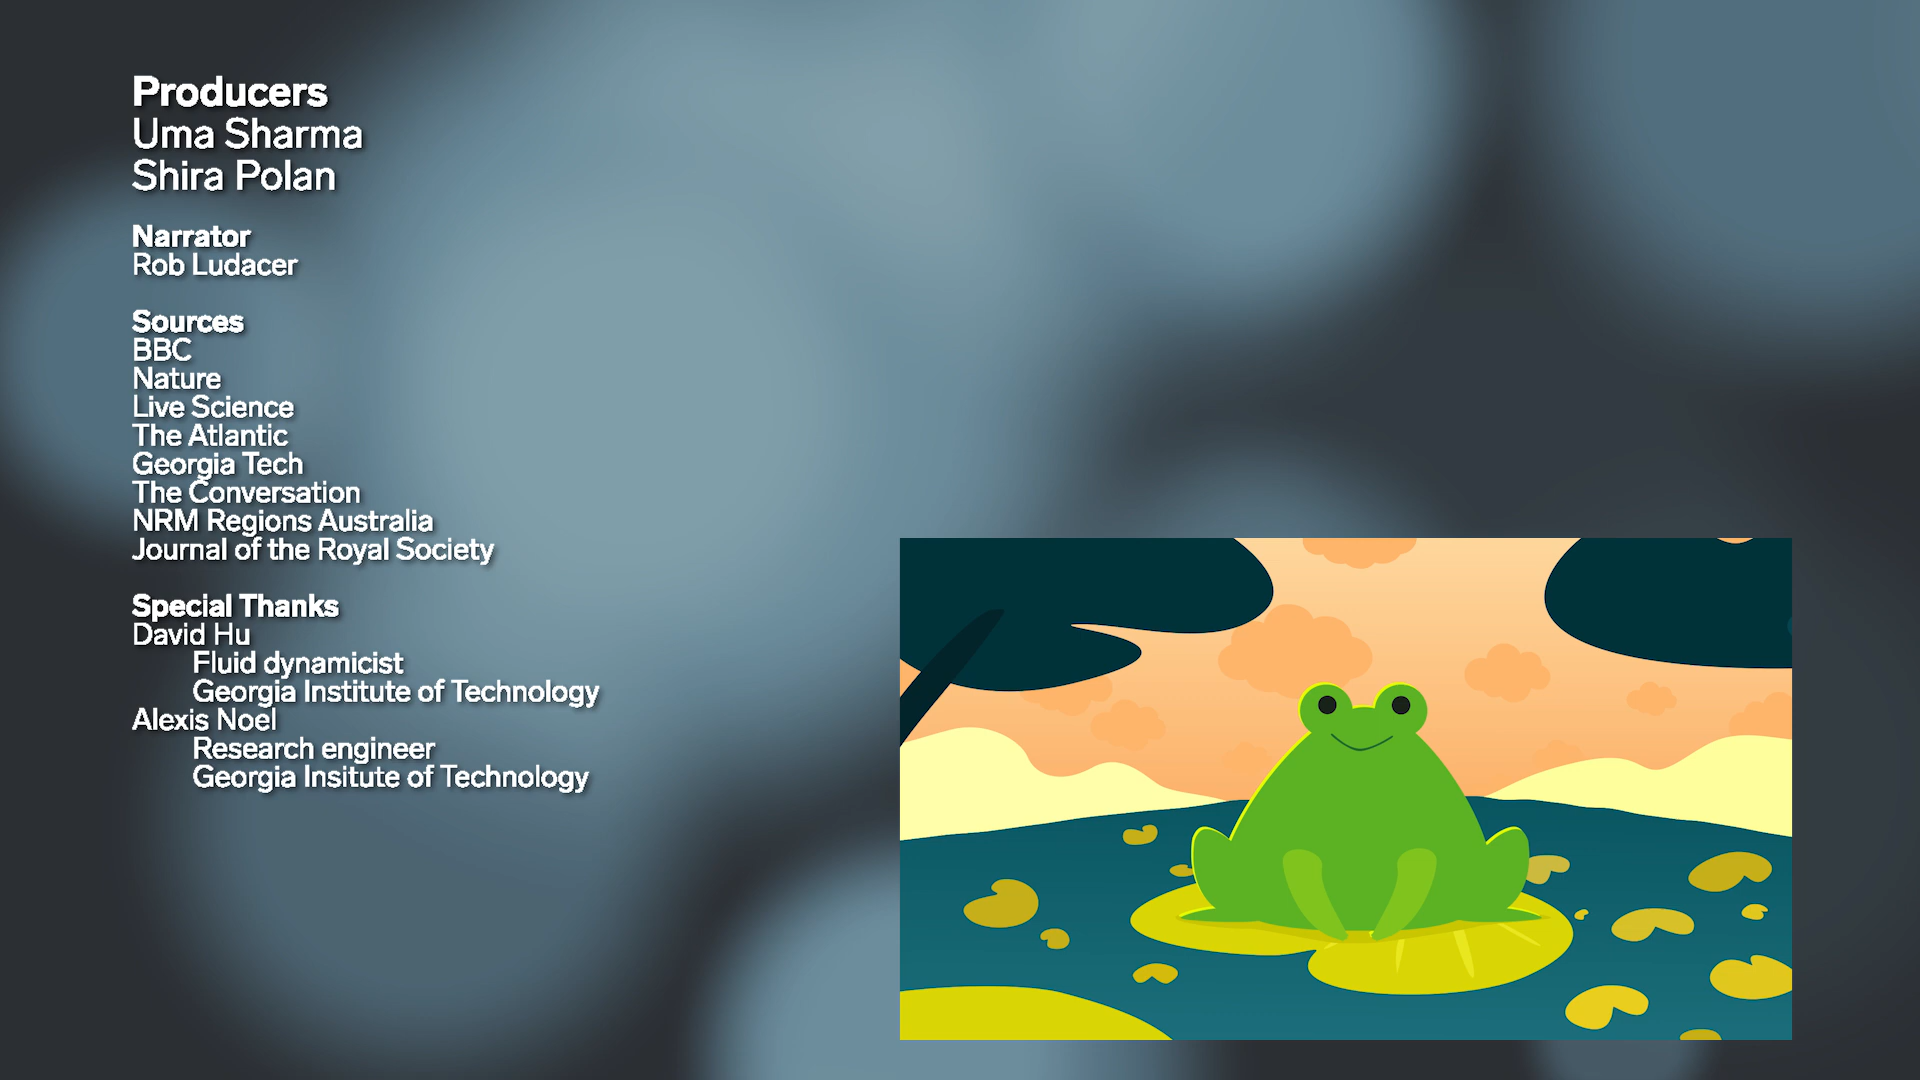 Producers
Uma Sharma
Shira Polan
Narrator
Rob Ludacer
Sources
BBC
Nature
Live Science
The Atlantic
Georgia Tech
The Conversation
NRM Regions Australia
Journal of the Royal Society
Special Thanks
David Hu
Fluid dynamicist
Georgia Institute of Technology
Alexis Noel
Research engineer
Georgia Insitute of Technology